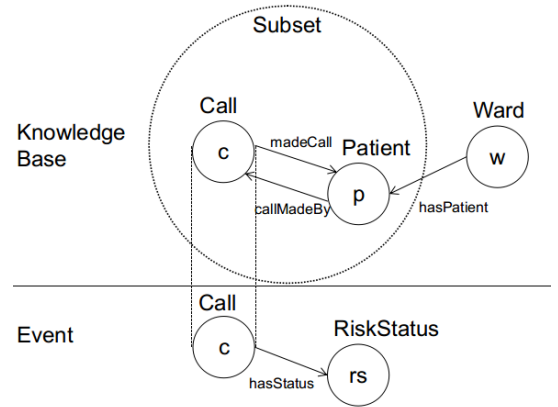 Subset
Call
Ward
Knowledge
Base
c
madeCall
Patient
w
p
callMadeBy
hasPatient
Call
Event
RiskStatus
c
hasStatus
rs